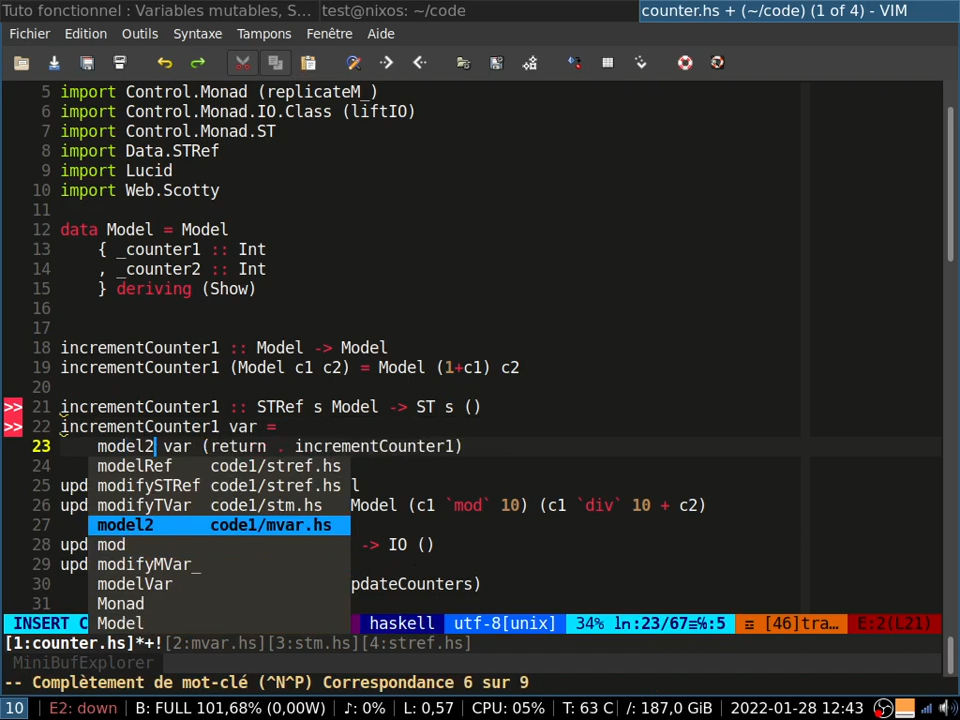 Tuto fonctionnel : Variables mutables, S… test@nixos: ~/code counter.hs + (~/code) (1 of 4) - VIM
Fichier Edition Outils Syntaxe Tampons Fenêtre Aide
5 import Control.Monad (replicateM_)
6 import Control.Monad.IO.Class (liftIO)
7 import Control.Monad.ST
8 import Data.STRef
9 import Lucid
10 import Web.Scotty
11
12 data Model = Model
13 { _counter1 :: Int
14 , _counter2 :: Int
15 } deriving (Show)
16
17
18 incrementCounter1 :: Model -> Model
19 incrementCounter1 (Model c1 c2) = Model (1+c1) c2
20
>> 21 incrementCounter1 :: STRef s Model -> ST s ()
>> 22 incrementCounter1 var =
23 model2 var (return . incrementCounter1)
24 modelRef code1/stref.hs
25 upd modifySTRef code1/stref.hs l
26 upd modifyTVar code1/stm.hs Model (c1 `mod` 10) (c1 `div` 10 + c2)
27 model2 code1/mvar.hs
28 upd mod -> IO ()
29 upd modifyMVar_
30 modelVar pdateCounters)
31 Monad
INSERT C Model haskell utf-8[unix] 34% ln:23/67≡℅:5 ☲ [46]tra… E:2(L21)
[1:counter.hs]*+![2:mvar.hs][3:stm.hs][4:stref.hs]
MiniBufExplorer
-- Complètement de mot-clé (^N^P) Correspondance 6 sur 9
10 E2: down B: FULL 101,68% (0,00W) ♪: 0% L: 0,57 CPU: 05% T: 63 C /: 187,0 GiB 2022-01-28 12:43